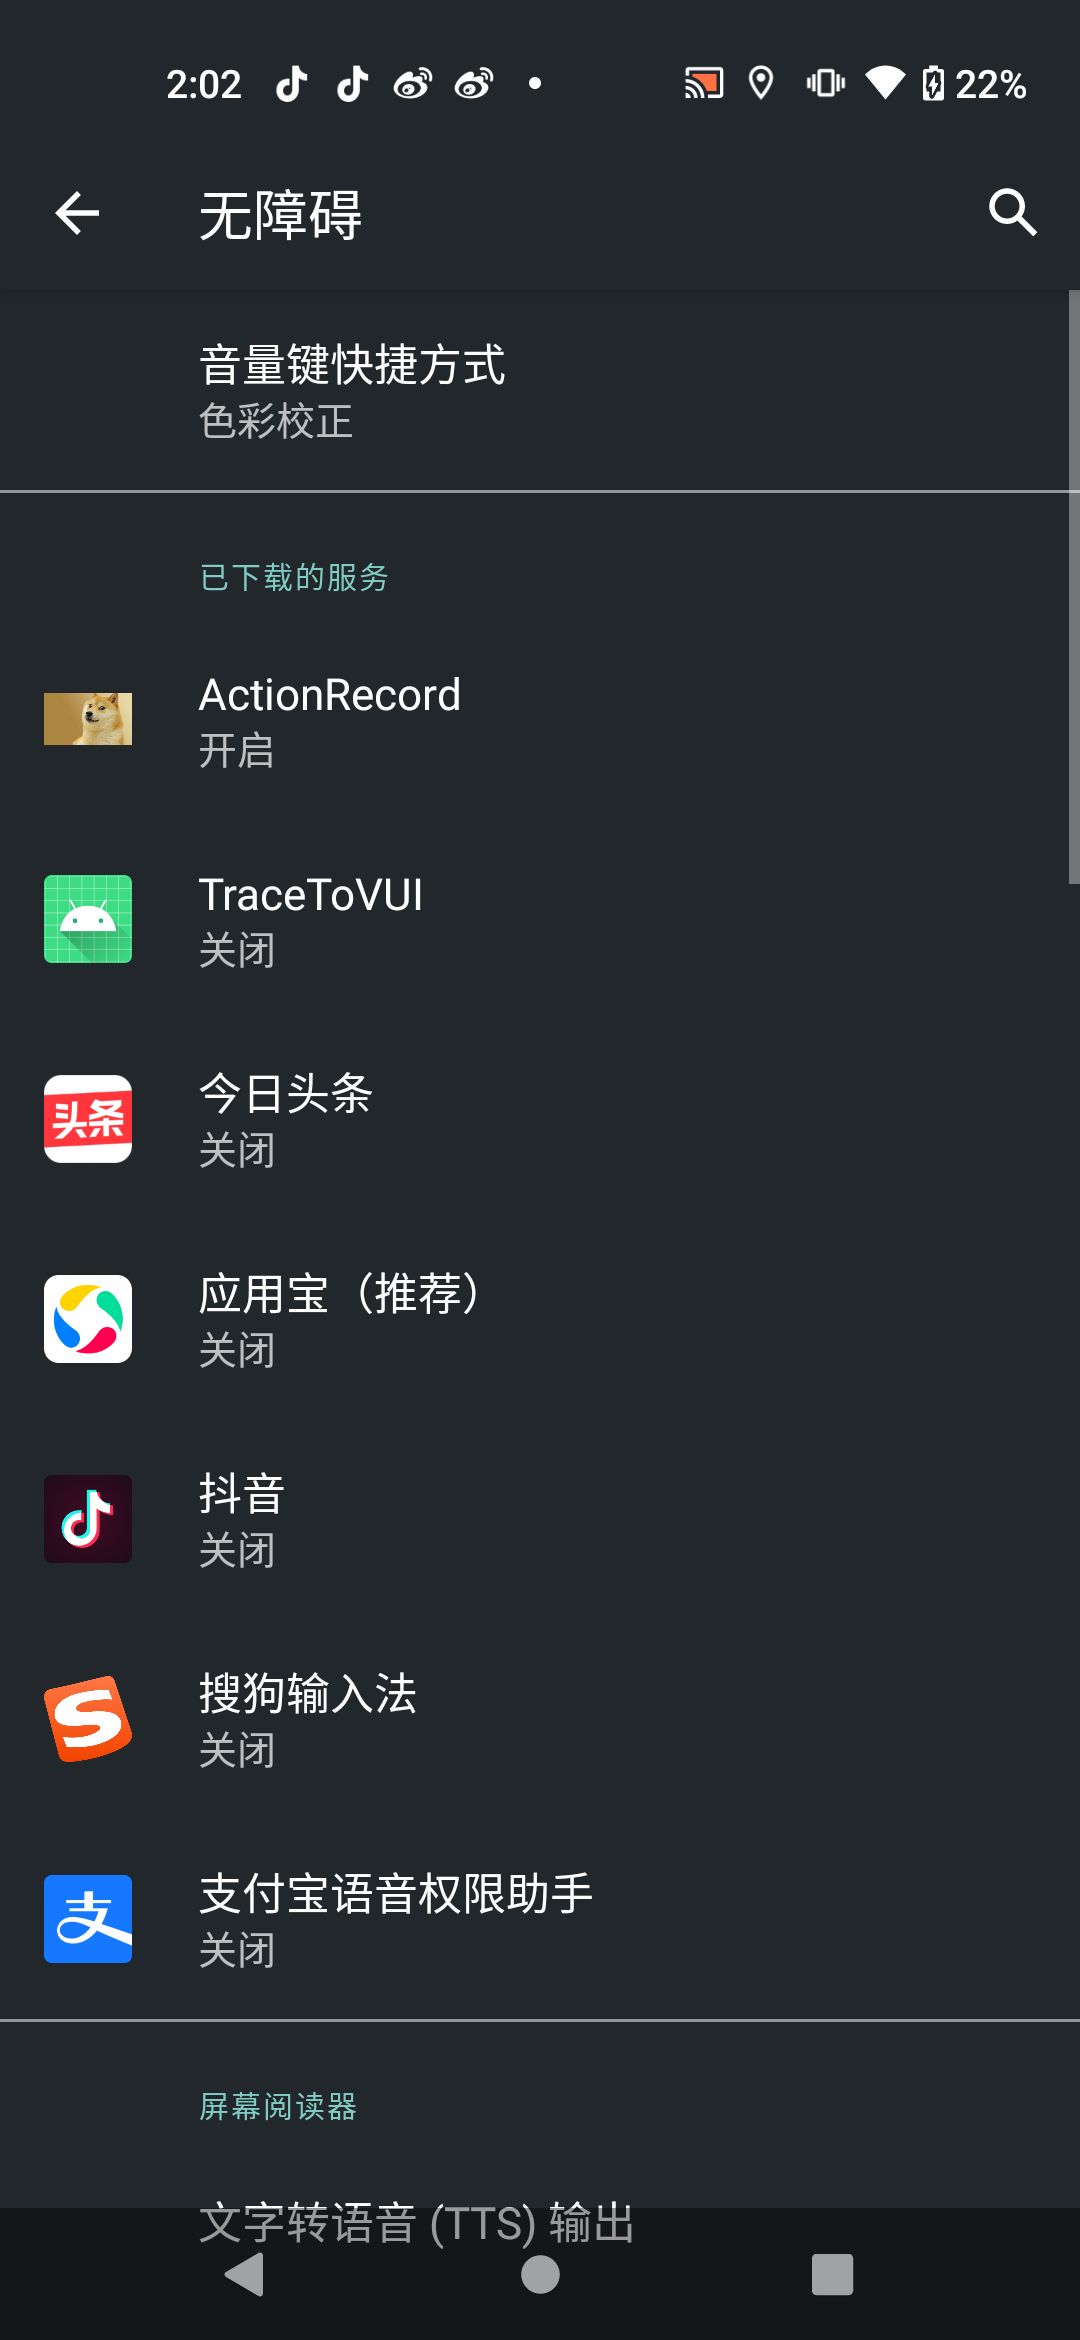 2:02
22%
无障碍
音量键快捷方式
色彩校正
已下载的服务
ActionRecord
开启
TraceToVUI
关闭
头条
今日头条
关闭
应用宝（推荐）
关闭
抖音
关闭
搜狗输入法
关闭
支
支付宝语音权限助手
关闭
屏幕阅读器
文字转语音 (TTS) 输出